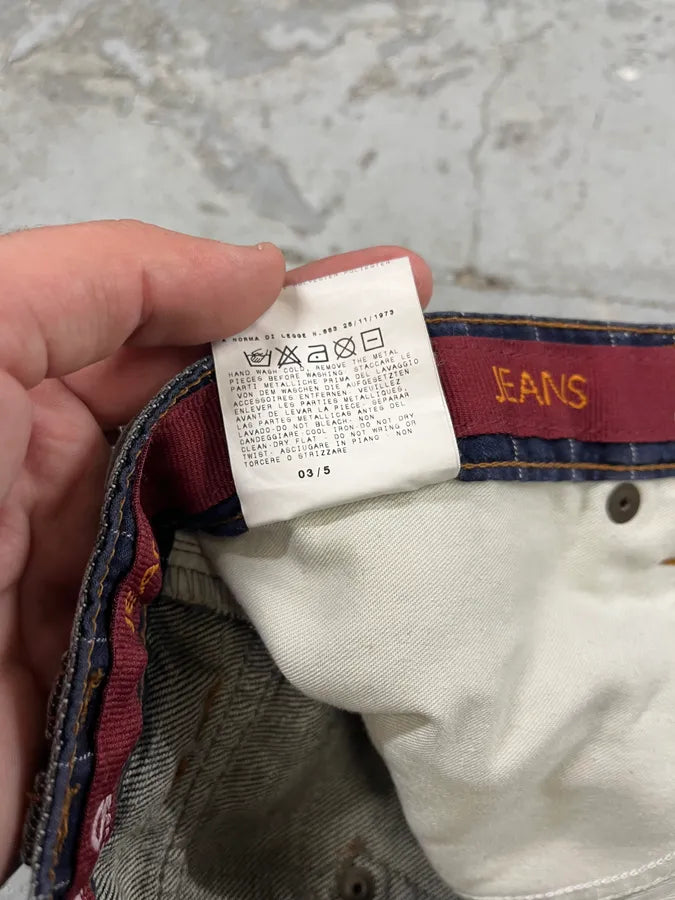 POLYESTER
A NORMA DI LEGGE N.883 26/11/1973
HAND WASH COLD, REMOVE THE METAL
PIECES BEFORE WASHING STACCARE LE
PARTI METALLICHE PRIMA DEL LAVAGGIO
VON DEM WASCHEN DIE AUFGESETZTEN
ACCESSOIRES ENTFERNEN. VEUILLEZ
ENLEVER LES PARTIES METALLIQUES.
AVANT DE LEVAR LA PIECE. SEPARAR
LAS PARTES METALLICAS ANTES DEL
LAVADO-DO NOT BLEACH. NON
CANDEGGIARE-COOL IRON-DO NOT DRY
CLEAN-DRY FLAT - DO NOT WRING OR
TWIST. ASCIUGARE IN PIANO - NON
TORCERE O STRIZZARE
03/5
JEANS